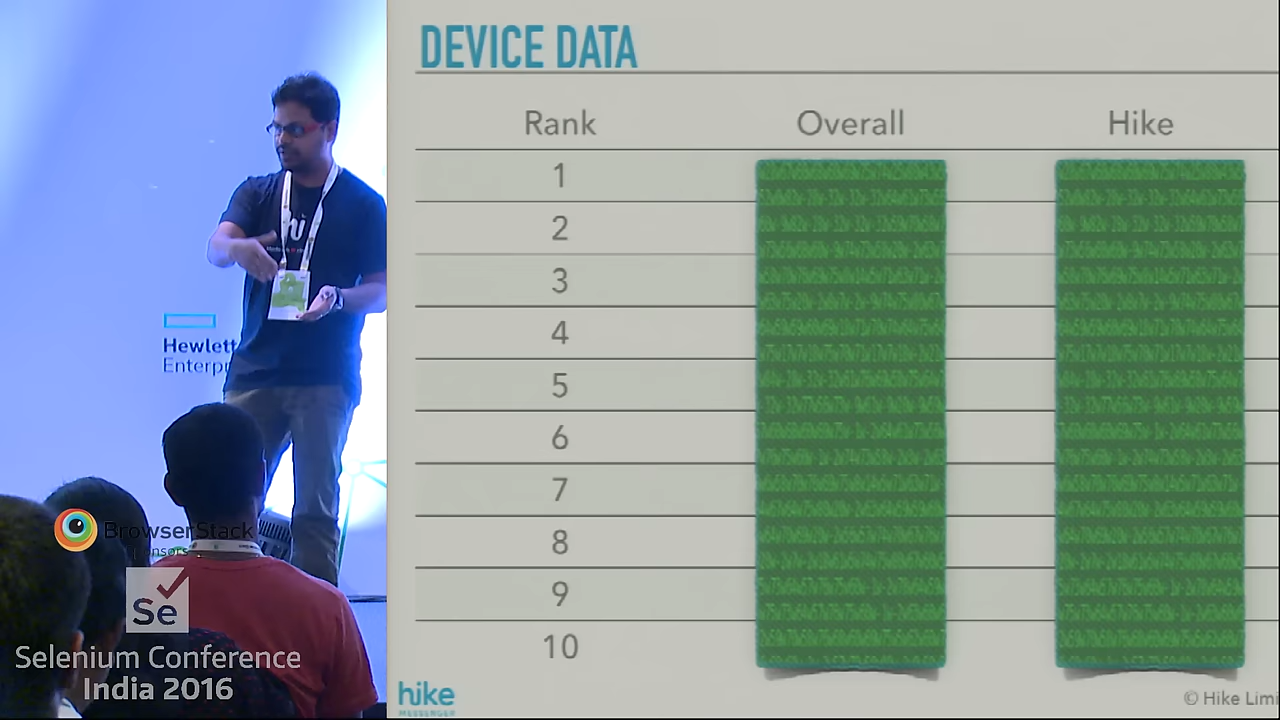 DEVICE DATA
Rank Overall Hike
1
2
3
4
5
6
7
8
9
10
hike
MESSENGER
© Hike Limi
Hewlett
Enterpr
BrowserStack
Se
Selenium Conference
India 2016